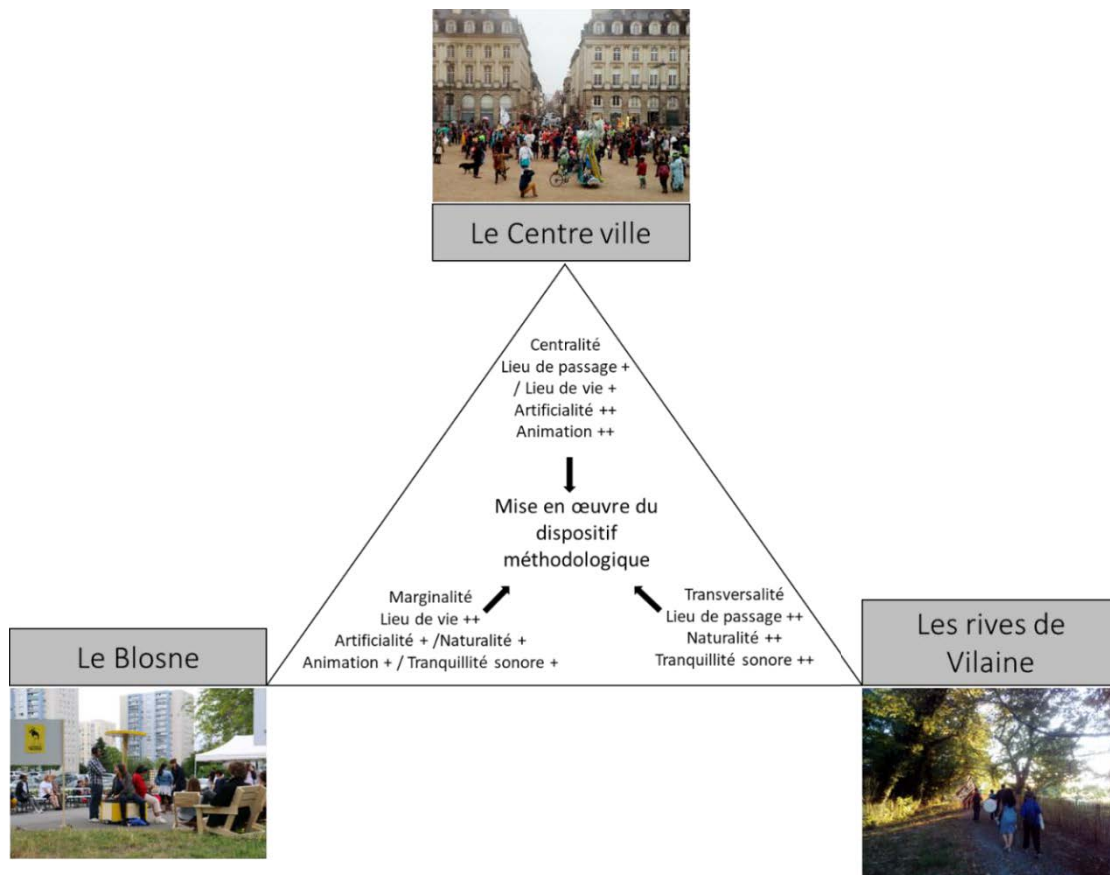 Le Centre ville
Centralité
Lieu de passage +
/ Lieu de vie +
Artificialité ++
Animation ++
Mise en œuvre du
dispositif
méthodologique
Marginalité
Lieu de vie ++
Artificialité + /Naturalité +
Animation + / Tranquillité sonore +
Transversalité
Lieu de passage ++
Naturalité ++
Tranquillité sonore ++
Le Blosne
Les rives de
Vilaine